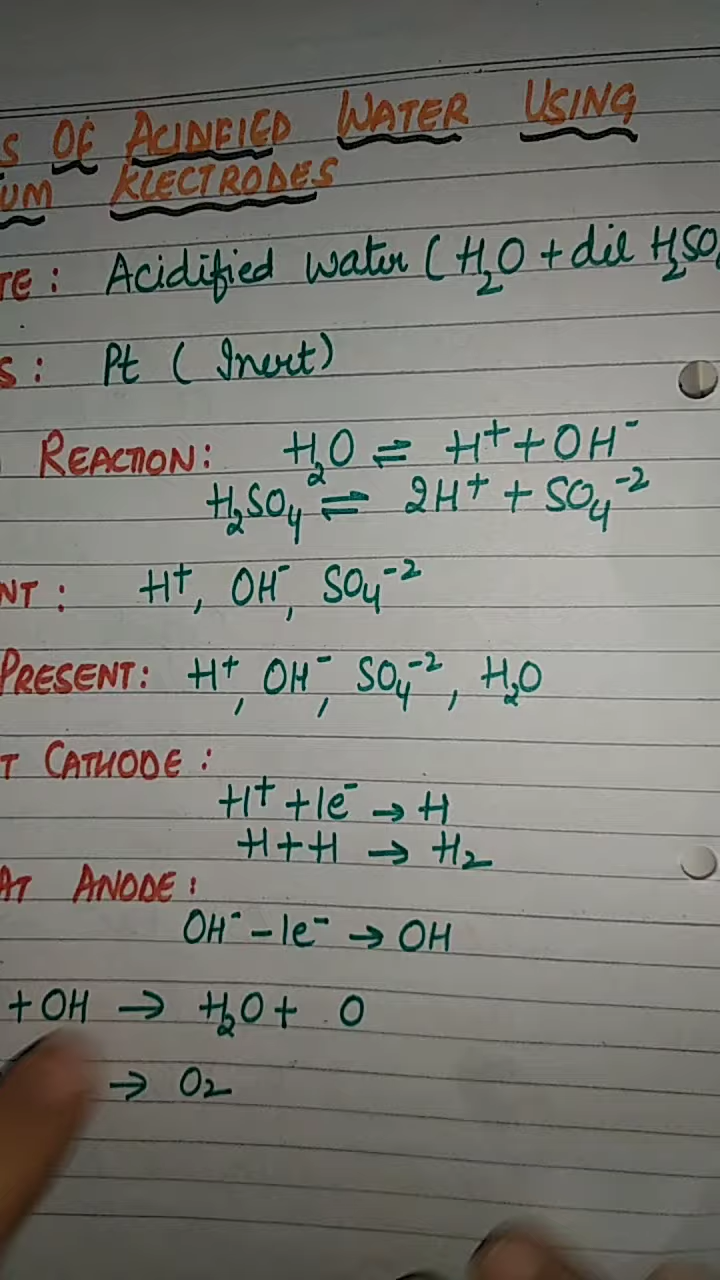 S OF ACIDIFIED WATER USING
UM ELECTRODES
TE : Acidified water (H₂O + dil H₂SO
S : Pt ( Inert)
REACTION: H₂O ⇌ H⁺ + OH⁻
H₂SO₄ ⇌ 2H⁺ + SO₄⁻²
NT : H⁺, OH⁻, SO₄⁻²
PRESENT: H⁺, OH⁻, SO₄⁻², H₂O
T CATHODE :
H⁺ + 1e⁻ → H
H + H → H₂
AT ANODE :
OH⁻ – 1e⁻ → OH
+ OH → H₂O + O
→ O₂